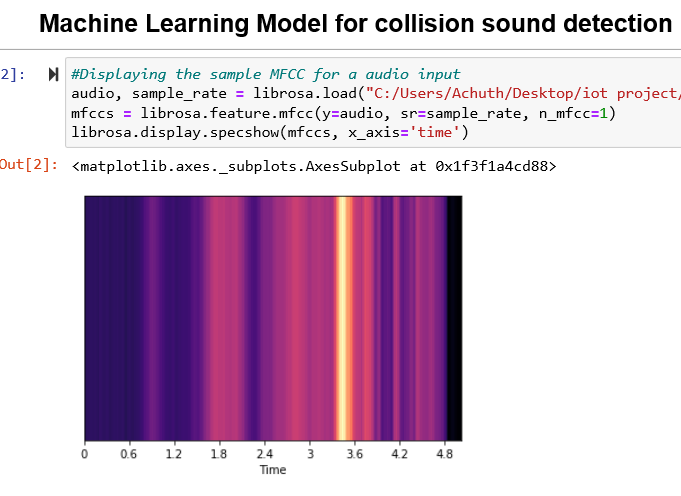 Machine Learning Model for collision sound detection
2]:
#Displaying the sample MFCC for a audio input
audio, sample_rate = librosa.load("C:/Users/Achuth/Desktop/iot project/
mfccs = librosa.feature.mfcc(y=audio, sr=sample_rate, n_mfcc=1)
librosa.display.specshow(mfccs, x_axis='time')
Out[2]: <matplotlib.axes._subplots.AxesSubplot at 0x1f3f1a4cd88>
0 0.6 1.2 1.8 2.4 3 3.6 4.2 4.8
Time